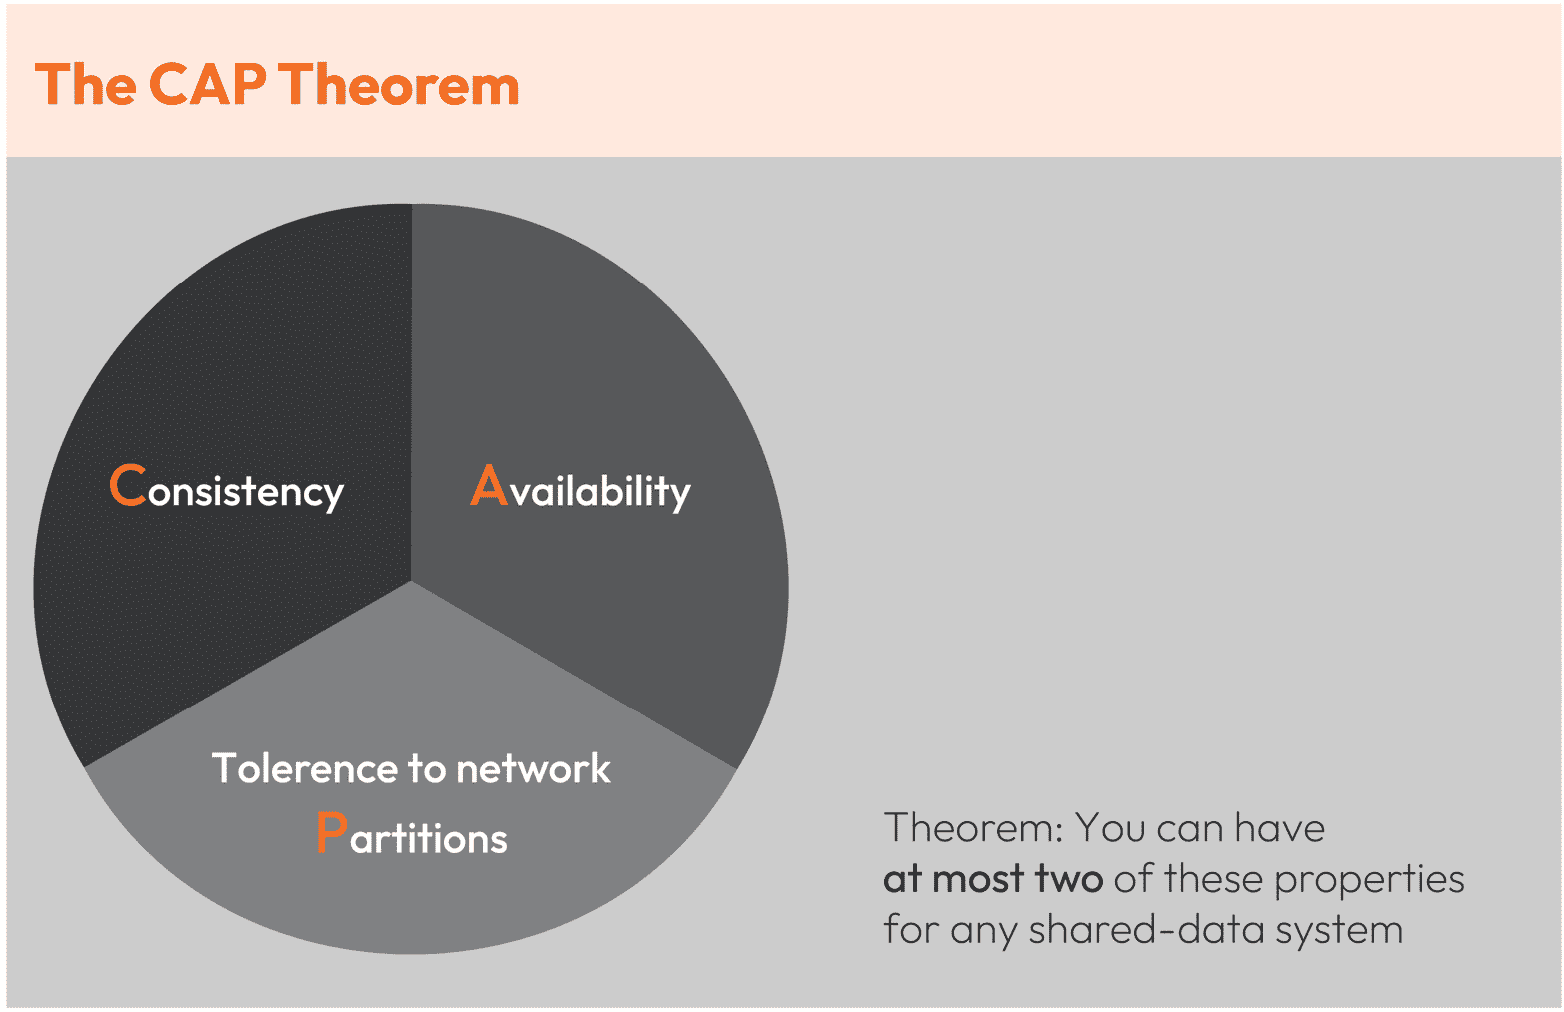 The CAP Theorem
Consistency
Availability
Tolerence to network
Partitions
Theorem: You can have
at most two of these properties
for any shared-data system